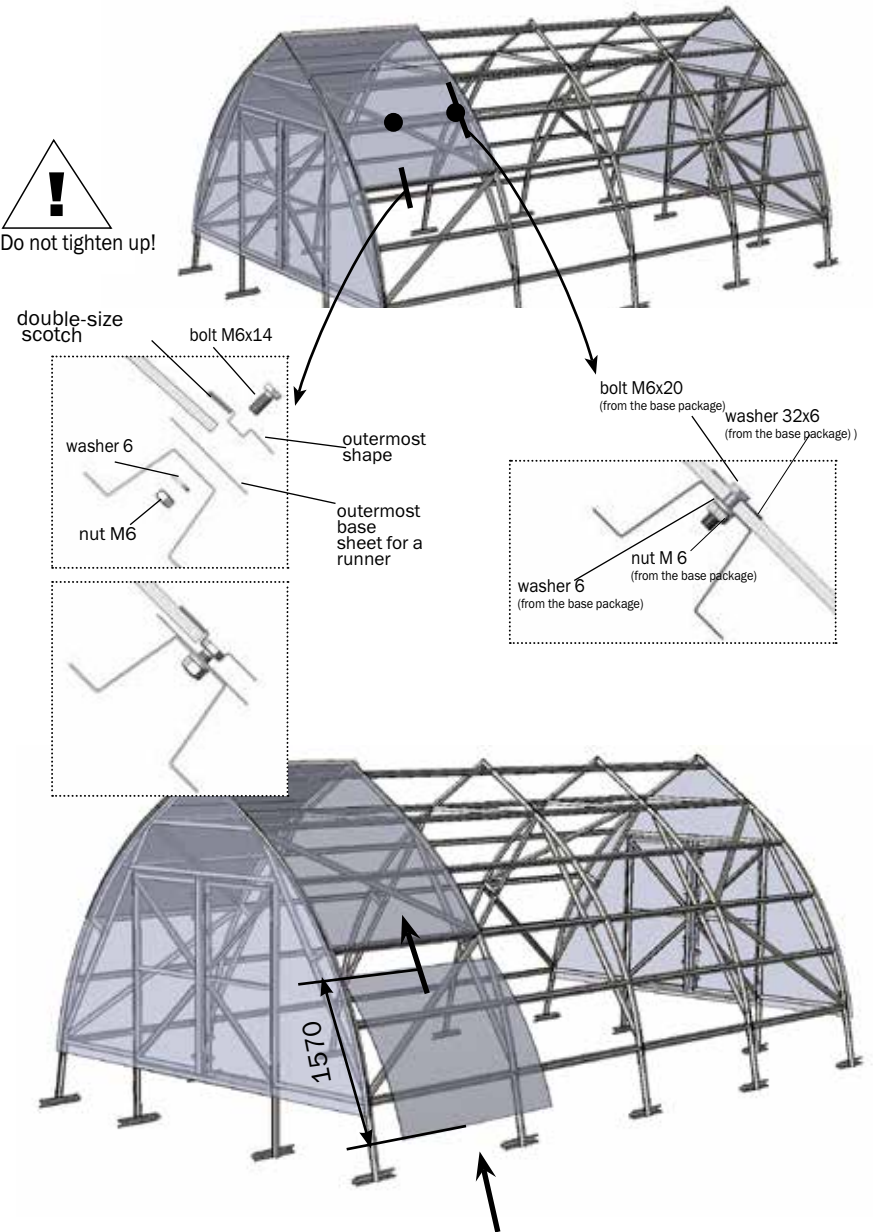 !
Do not tighten up!
double-size
scotch
bolt M6x14
washer 6
nut M6
outermost
shape
outermost
base
sheet for a
runner
bolt M6x20
(from the base package)
washer 32x6
(from the base package) )
nut M 6
(from the base package)
washer 6
(from the base package)
1570